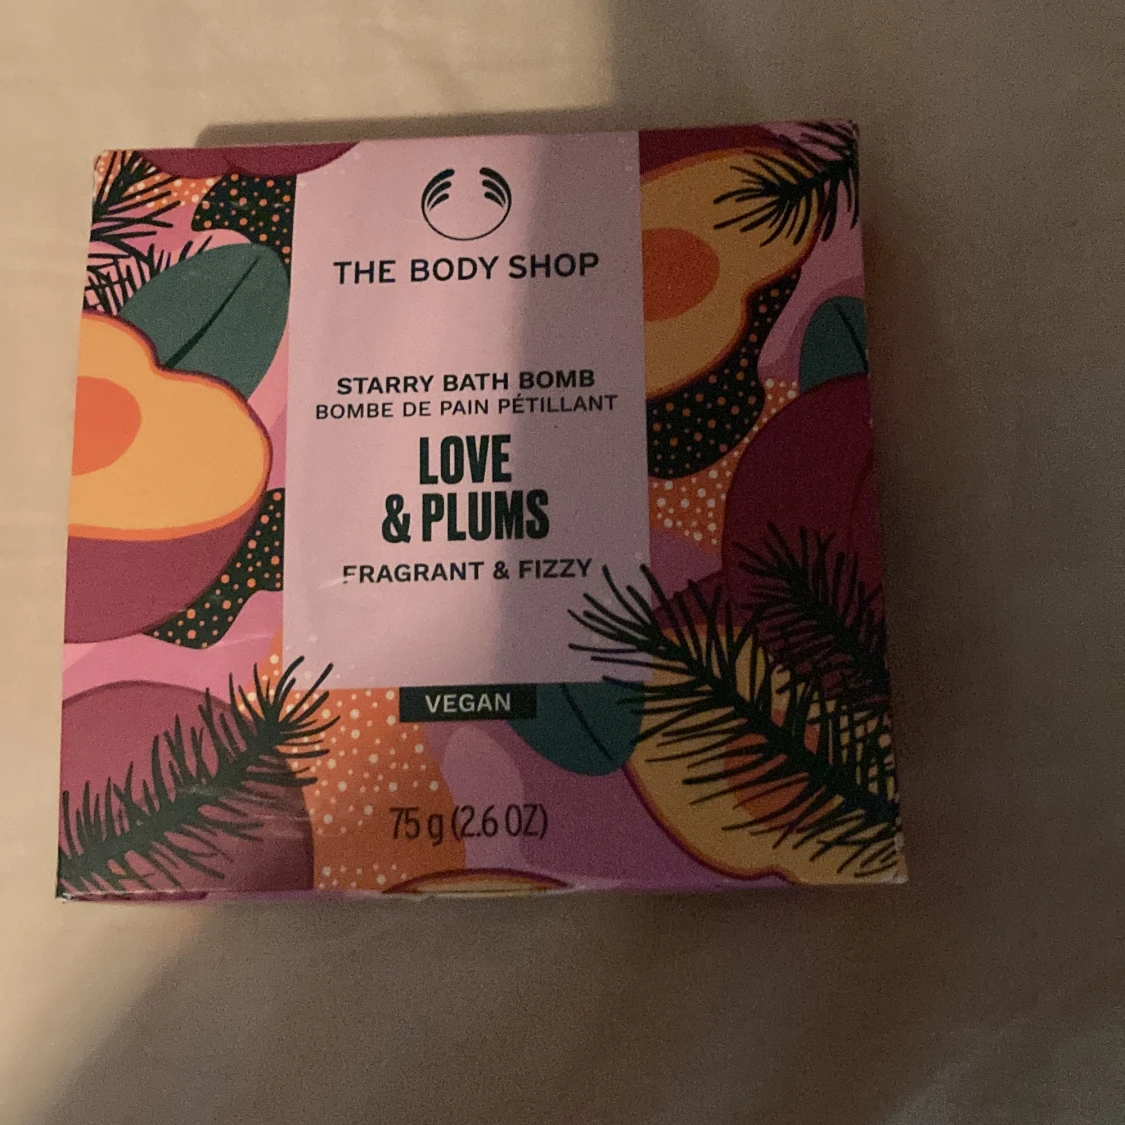 THE BODY SHOP
STARRY BATH BOMB
BOMBE DE PAIN PÉTILLANT
LOVE
& PLUMS
FRAGRANT & FIZZY
VEGAN
75 g (2.6 OZ)